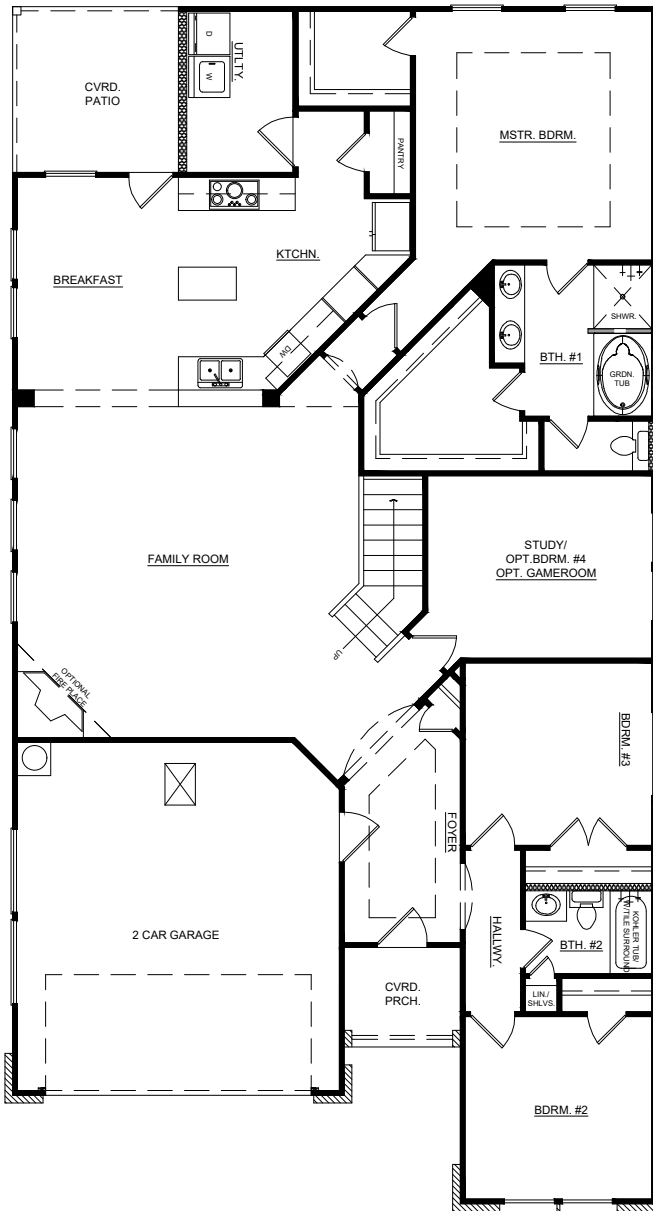 D
W
UTLTY.
CVRD.
PATIO
PANTRY
MSTR. BDRM.
KTCHN.
BREAKFAST
SHWR.
DW
BTH. #1
GRDN.
TUB
FAMILY ROOM
STUDY/
OPT.BDRM. #4
OPT. GAMEROOM
UP
OPTIONAL
FIRE PLACE
BDRM. #3
FOYER
2 CAR GARAGE
HALLWY.
KOHLER TUB/
W/TILE SURROUND
BTH. #2
CVRD.
PRCH.
LIN./
SHLVS.
BDRM. #2